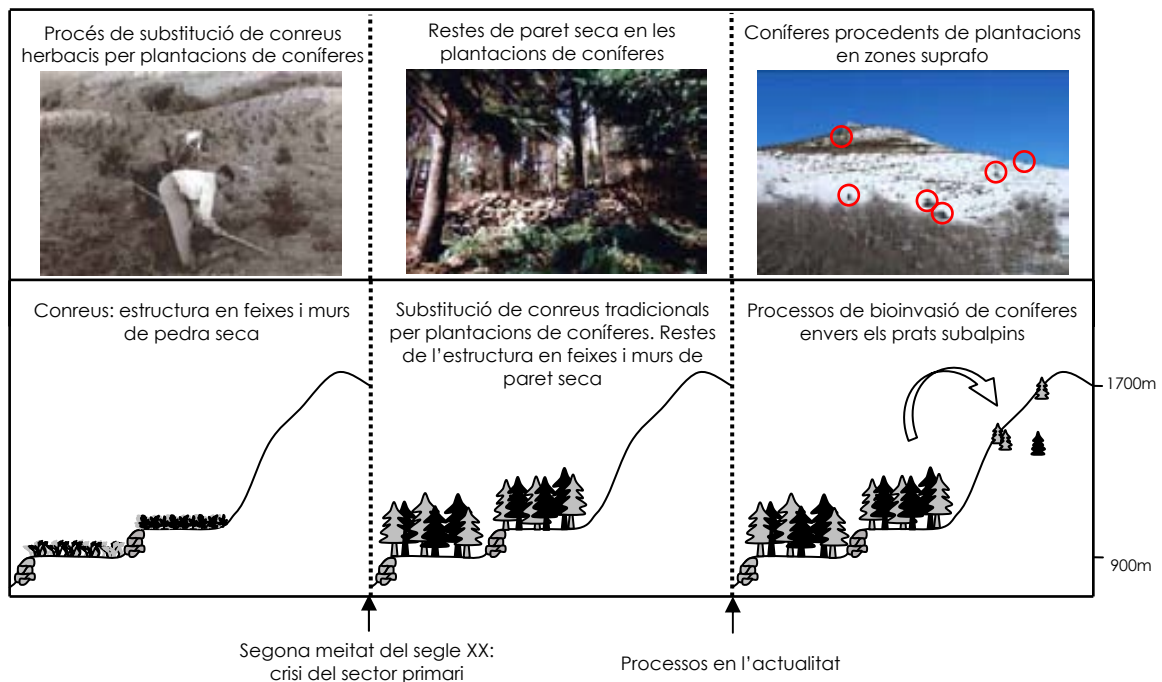 Procés de substitució de conreus
herbacis per plantacions de coníferes
Restes de paret seca en les
plantacions de coníferes
Coníferes procedents de plantacions
en zones suprafo
Conreus: estructura en feixes i murs
de pedra seca
Substitució de conreus tradicionals
per plantacions de coníferes. Restes
de l'estructura en feixes i murs de
paret seca
Processos de bioinvasió de coníferes
envers els prats subalpins
1700m
900m
Segona meitat del segle XX:
crisi del sector primari
Processos en l'actualitat